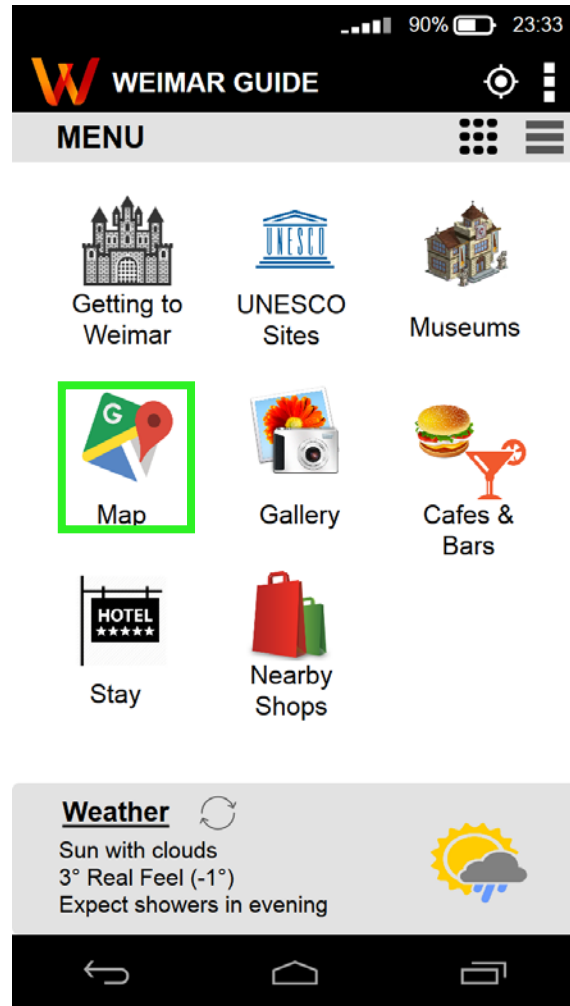 90% 23:33
WEIMAR GUIDE
MENU
UNESCO
Getting to
Weimar
UNESCO
Sites
Museums
G
Map
Gallery
Cafes &
Bars
HOTEL
★★★★★
Stay
Nearby
Shops
Weather
Sun with clouds
3° Real Feel (-1°)
Expect showers in evening